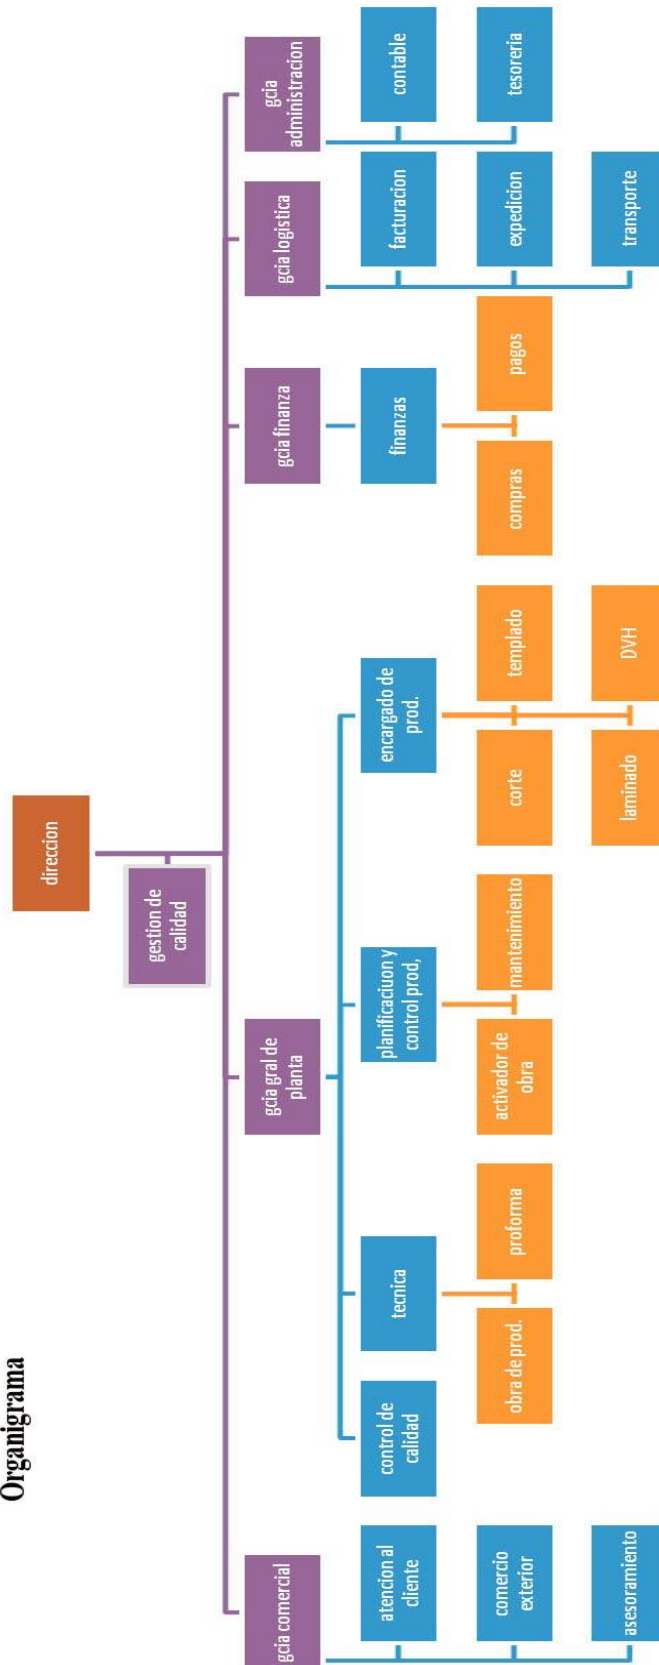 Organigrama
direccion
gestion de
calidad
gcia comercial
gcia gral de
planta
gcia finanza
gcia logistica
gcia
administracion
atencion al
cliente
comercio
exterior
asesoramiento
control de
calidad
tecnica
obra de prod.
proforma
planificaciuon y
control prod,
activador de
obra
mantenimiento
encargado de
prod.
corte
templado
laminado
DVH
finanzas
compras
pagos
facturacion
expedicion
transporte
contable
tesoreria